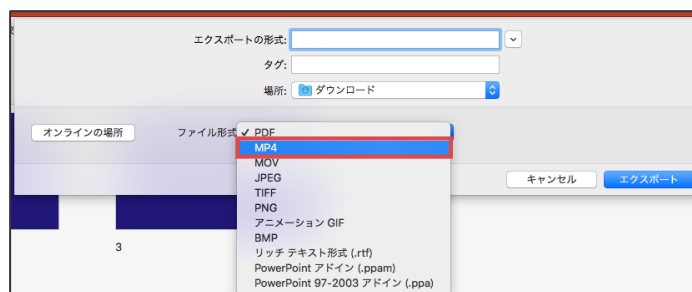 エクスポートの形式:
タグ:
場所: ダウンロード
オンラインの場所 ファイル形式 ✓ PDF
MP4
MOV
JPEG
キャンセル エクスポート
TIFF
PNG
アニメーション GIF
3 BMP
リッチ テキスト形式 (.rtf)
PowerPoint アドイン (.ppam)
PowerPoint 97-2003 アドイン (.ppa)